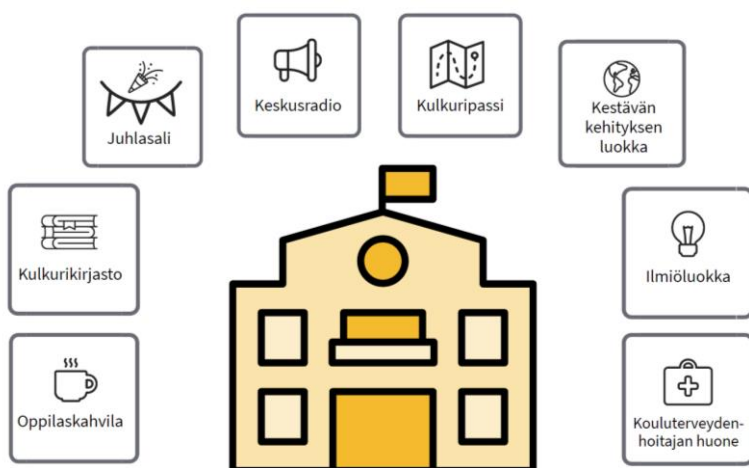 Keskusradio
Kulkuripassi
Juhlasali
Kestävän
kehityksen
luokka
Kulkurikirjasto
Ilmiöluokka
Oppilaskahvila
Kouluterveyden-
hoitajan huone